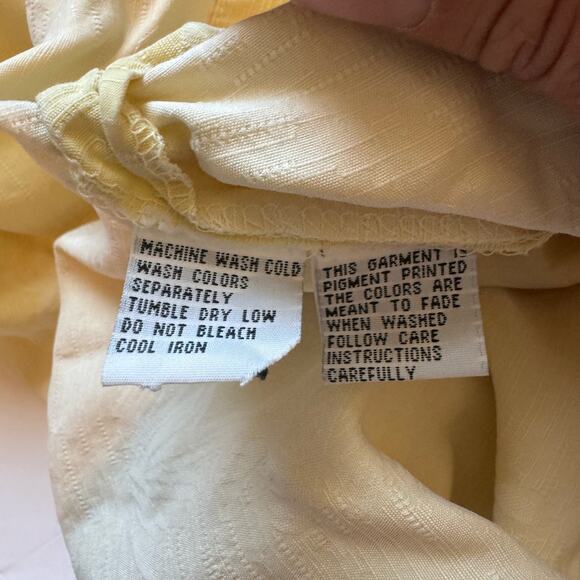 MACHINE WASH COLD
WASH COLORS
SEPARATELY
TUMBLE DRY LOW
DO NOT BLEACH
COOL IRON
THIS GARMENT IS
PIGMENT PRINTED
THE COLORS ARE
MEANT TO FADE
WHEN WASHED
FOLLOW CARE
INSTRUCTIONS
CAREFULLY